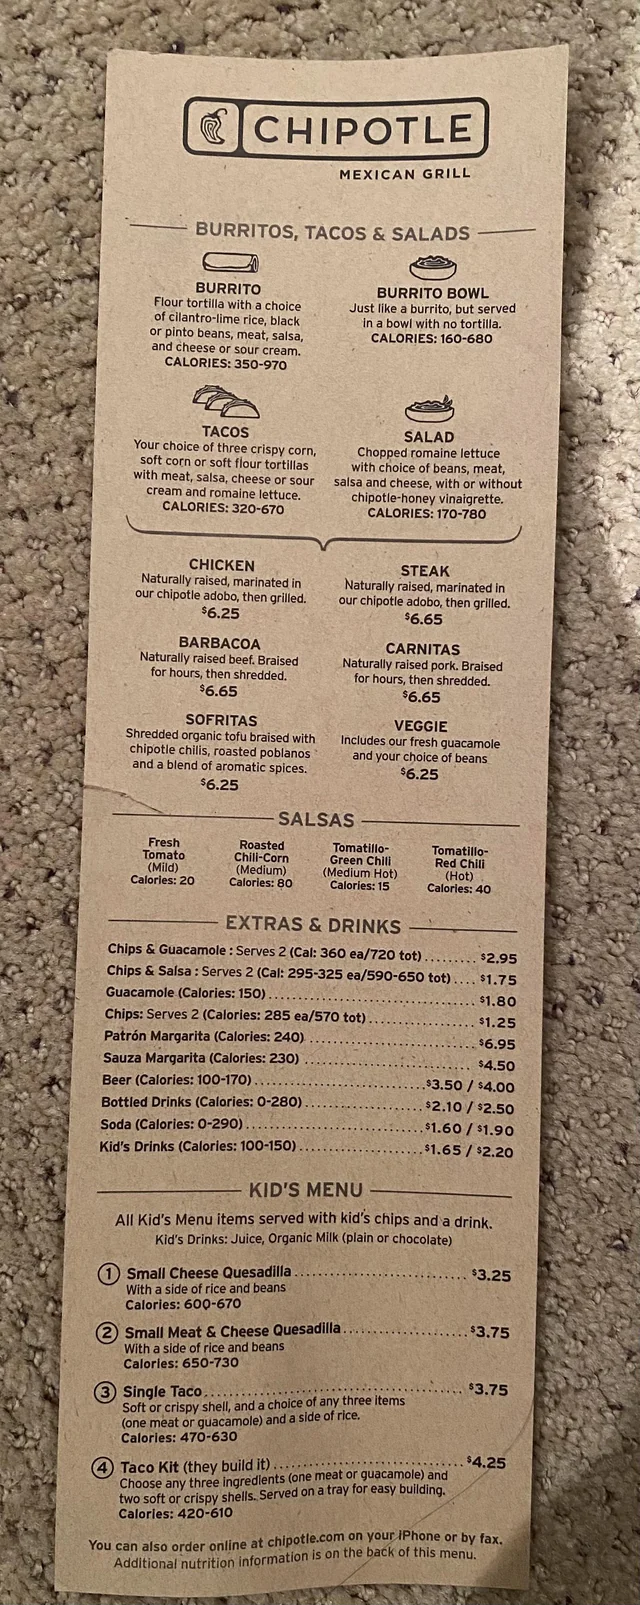 CHIPOTLE
MEXICAN GRILL
BURRITOS, TACOS & SALADS
BURRITO
Flour tortilla with a choice
of cilantro-lime rice, black
or pinto beans, meat, salsa,
and cheese or sour cream.
CALORIES: 350-970
BURRITO BOWL
Just like a burrito, but served
in a bowl with no tortilla.
CALORIES: 160-680
TACOS
Your choice of three crispy corn,
soft corn or soft flour tortillas
with meat, salsa, cheese or sour
cream and romaine lettuce.
CALORIES: 320-670
SALAD
Chopped romaine lettuce
with choice of beans, meat,
salsa and cheese, with or without
chipotle-honey vinaigrette.
CALORIES: 170-780
CHICKEN
Naturally raised, marinated in
our chipotle adobo, then grilled.
$6.25
STEAK
Naturally raised, marinated in
our chipotle adobo, then grilled.
$6.65
BARBACOA
Naturally raised beef. Braised
for hours, then shredded.
$6.65
CARNITAS
Naturally raised pork. Braised
for hours, then shredded.
$6.65
SOFRITAS
Shredded organic tofu braised with
chipotle chilis, roasted poblanos
and a blend of aromatic spices.
$6.25
VEGGIE
Includes our fresh guacamole
and your choice of beans
$6.25
SALSAS
Fresh
Tomato
(Mild)
Calories: 20
Roasted
Chili-Corn
(Medium)
Calories: 80
Tomatillo-
Green Chili
(Medium Hot)
Calories: 15
Tomatillo-
Red Chili
(Hot)
Calories: 40
EXTRAS & DRINKS
Chips & Guacamole : Serves 2 (Cal: 360 ea/720 tot) ......... $2.95
Chips & Salsa : Serves 2 (Cal: 295-325 ea/590-650 tot) .... $1.75
Guacamole (Calories: 150) ......... $1.80
Chips: Serves 2 (Calories: 285 ea/570 tot) ......... $1.25
Patrón Margarita (Calories: 240) ......... $6.95
Sauza Margarita (Calories: 230) ......... $4.50
Beer (Calories: 100-170) ......... $3.50 / $4.00
Bottled Drinks (Calories: 0-280) ......... $2.10 / $2.50
Soda (Calories: 0-290) ......... $1.60 / $1.90
Kid's Drinks (Calories: 100-150) ......... $1.65 / $2.20
KID'S MENU
All Kid's Menu items served with kid's chips and a drink.
Kid's Drinks: Juice, Organic Milk (plain or chocolate)
1 Small Cheese Quesadilla ......... $3.25
With a side of rice and beans
Calories: 600-670
2 Small Meat & Cheese Quesadilla ......... $3.75
With a side of rice and beans
Calories: 650-730
3 Single Taco ......... $3.75
Soft or crispy shell, and a choice of any three items
(one meat or guacamole) and a side of rice.
Calories: 470-630
4 Taco Kit (they build it) ......... $4.25
Choose any three ingredients (one meat or guacamole) and
two soft or crispy shells. Served on a tray for easy building.
Calories: 420-610
You can also order online at chipotle.com on your iPhone or by fax.
Additional nutrition information is on the back of this menu.